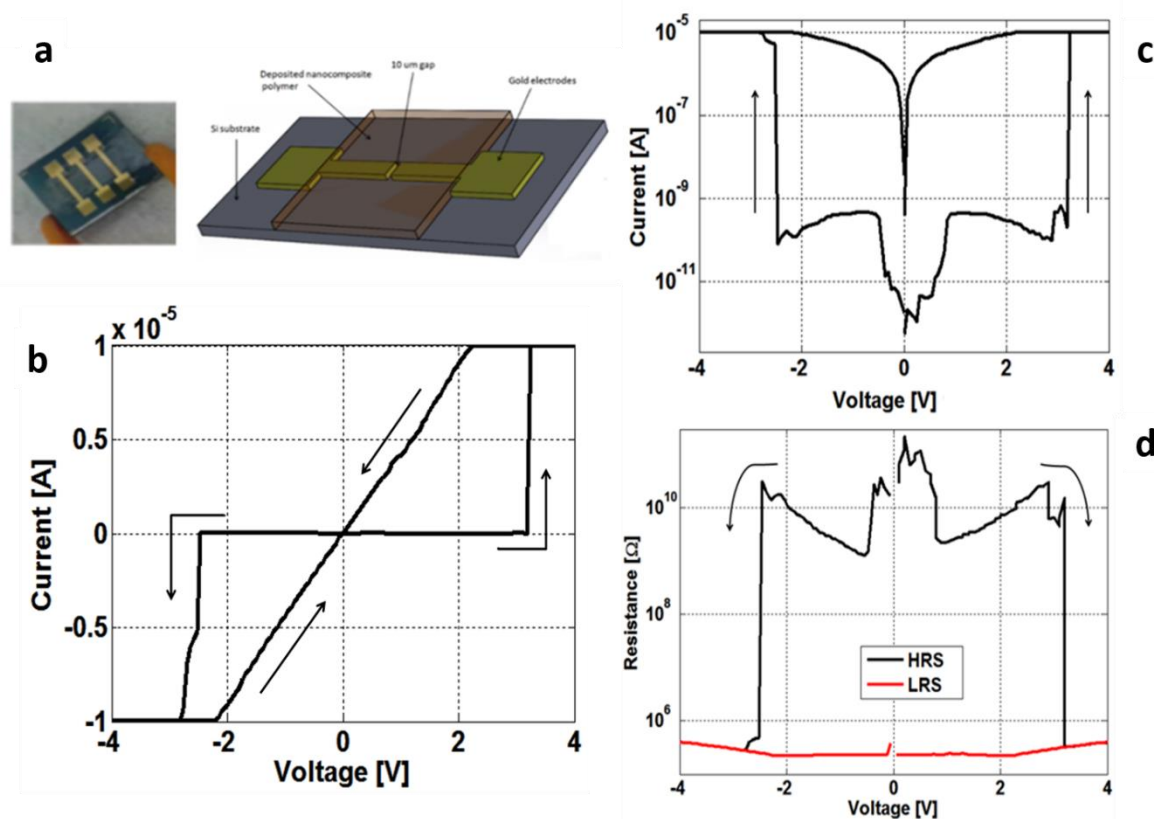 a
Deposited nanocomposite
polymer
10 um gap
Gold electrodes
Si substrate
b
1 x 10^-5
0.5
0
-0.5
-1
-4 -2 0 2 4
Current [A]
Voltage [V]
c
10^-5
10^-7
10^-9
10^-11
-4 -2 0 2 4
Current [A]
Voltage [V]
d
10^10
10^8
10^6
-4 -2 0 2 4
Resistance [Ω]
Voltage [V]
HRS
LRS